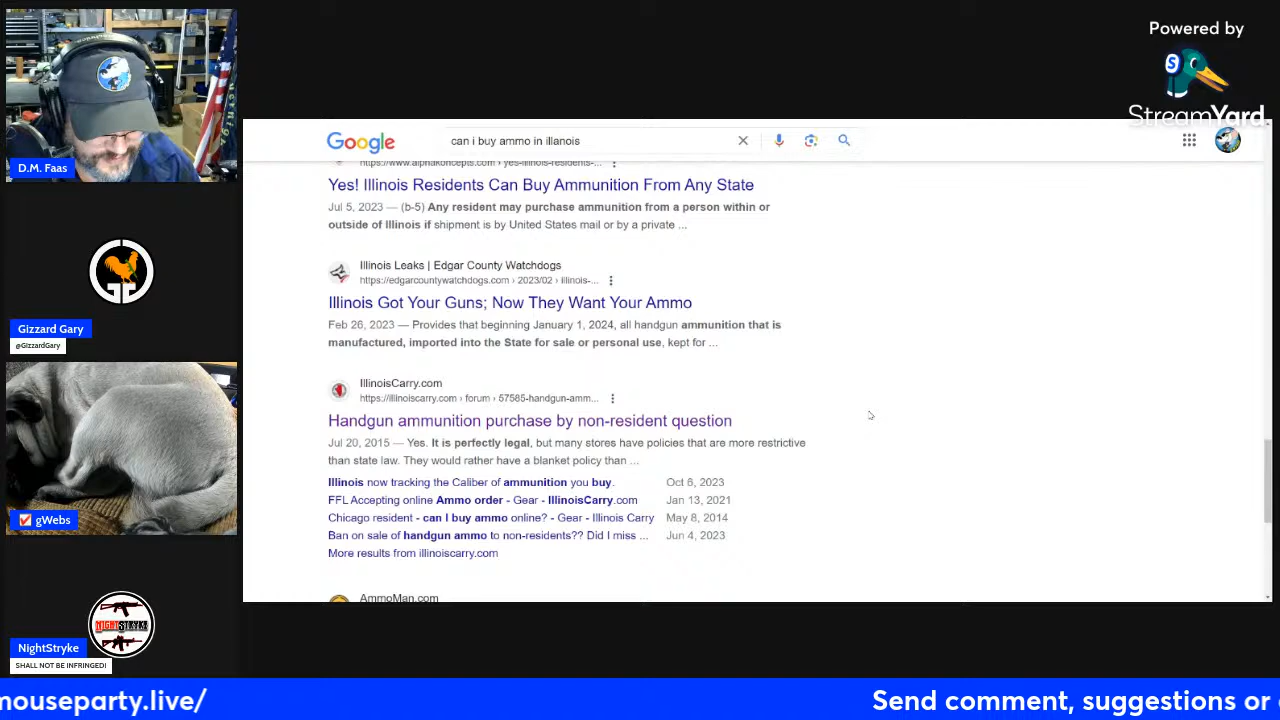 Powered by
S
StreamYard
D.M. Faas
Gizzard Gary
@GizzardGary
gWebs
NIGHTSTRYKE
NightStryke
SHALL NOT BE INFRINGED!
Google
can i buy ammo in illanois
https://www.alphakoncepts.com › yes-illinois-residents-...
Yes! Illinois Residents Can Buy Ammunition From Any State
Jul 5, 2023 — (b-5) Any resident may purchase ammunition from a person within or
outside of Illinois if shipment is by United States mail or by a private ...
Illinois Leaks | Edgar County Watchdogs
https://edgarcountywatchdogs.com › 2023/02 › illinois-...
Illinois Got Your Guns; Now They Want Your Ammo
Feb 26, 2023 — Provides that beginning January 1, 2024, all handgun ammunition that is
manufactured, imported into the State for sale or personal use, kept for ...
IllinoisCarry.com
https://illinoiscarry.com › forum › 57585-handgun-amm...
Handgun ammunition purchase by non-resident question
Jul 20, 2015 — Yes. It is perfectly legal, but many stores have policies that are more restrictive
than state law. They would rather have a blanket policy than ...
Illinois now tracking the Caliber of ammunition you buy. Oct 6, 2023
FFL Accepting online Ammo order - Gear - IllinoisCarry.com Jan 13, 2021
Chicago resident - can I buy ammo online? - Gear - Illinois Carry May 8, 2014
Ban on sale of handgun ammo to non-residents?? Did I miss ... Jun 4, 2023
More results from illinoiscarry.com
AmmoMan.com
mouseparty.live/
Send comment, suggestions or